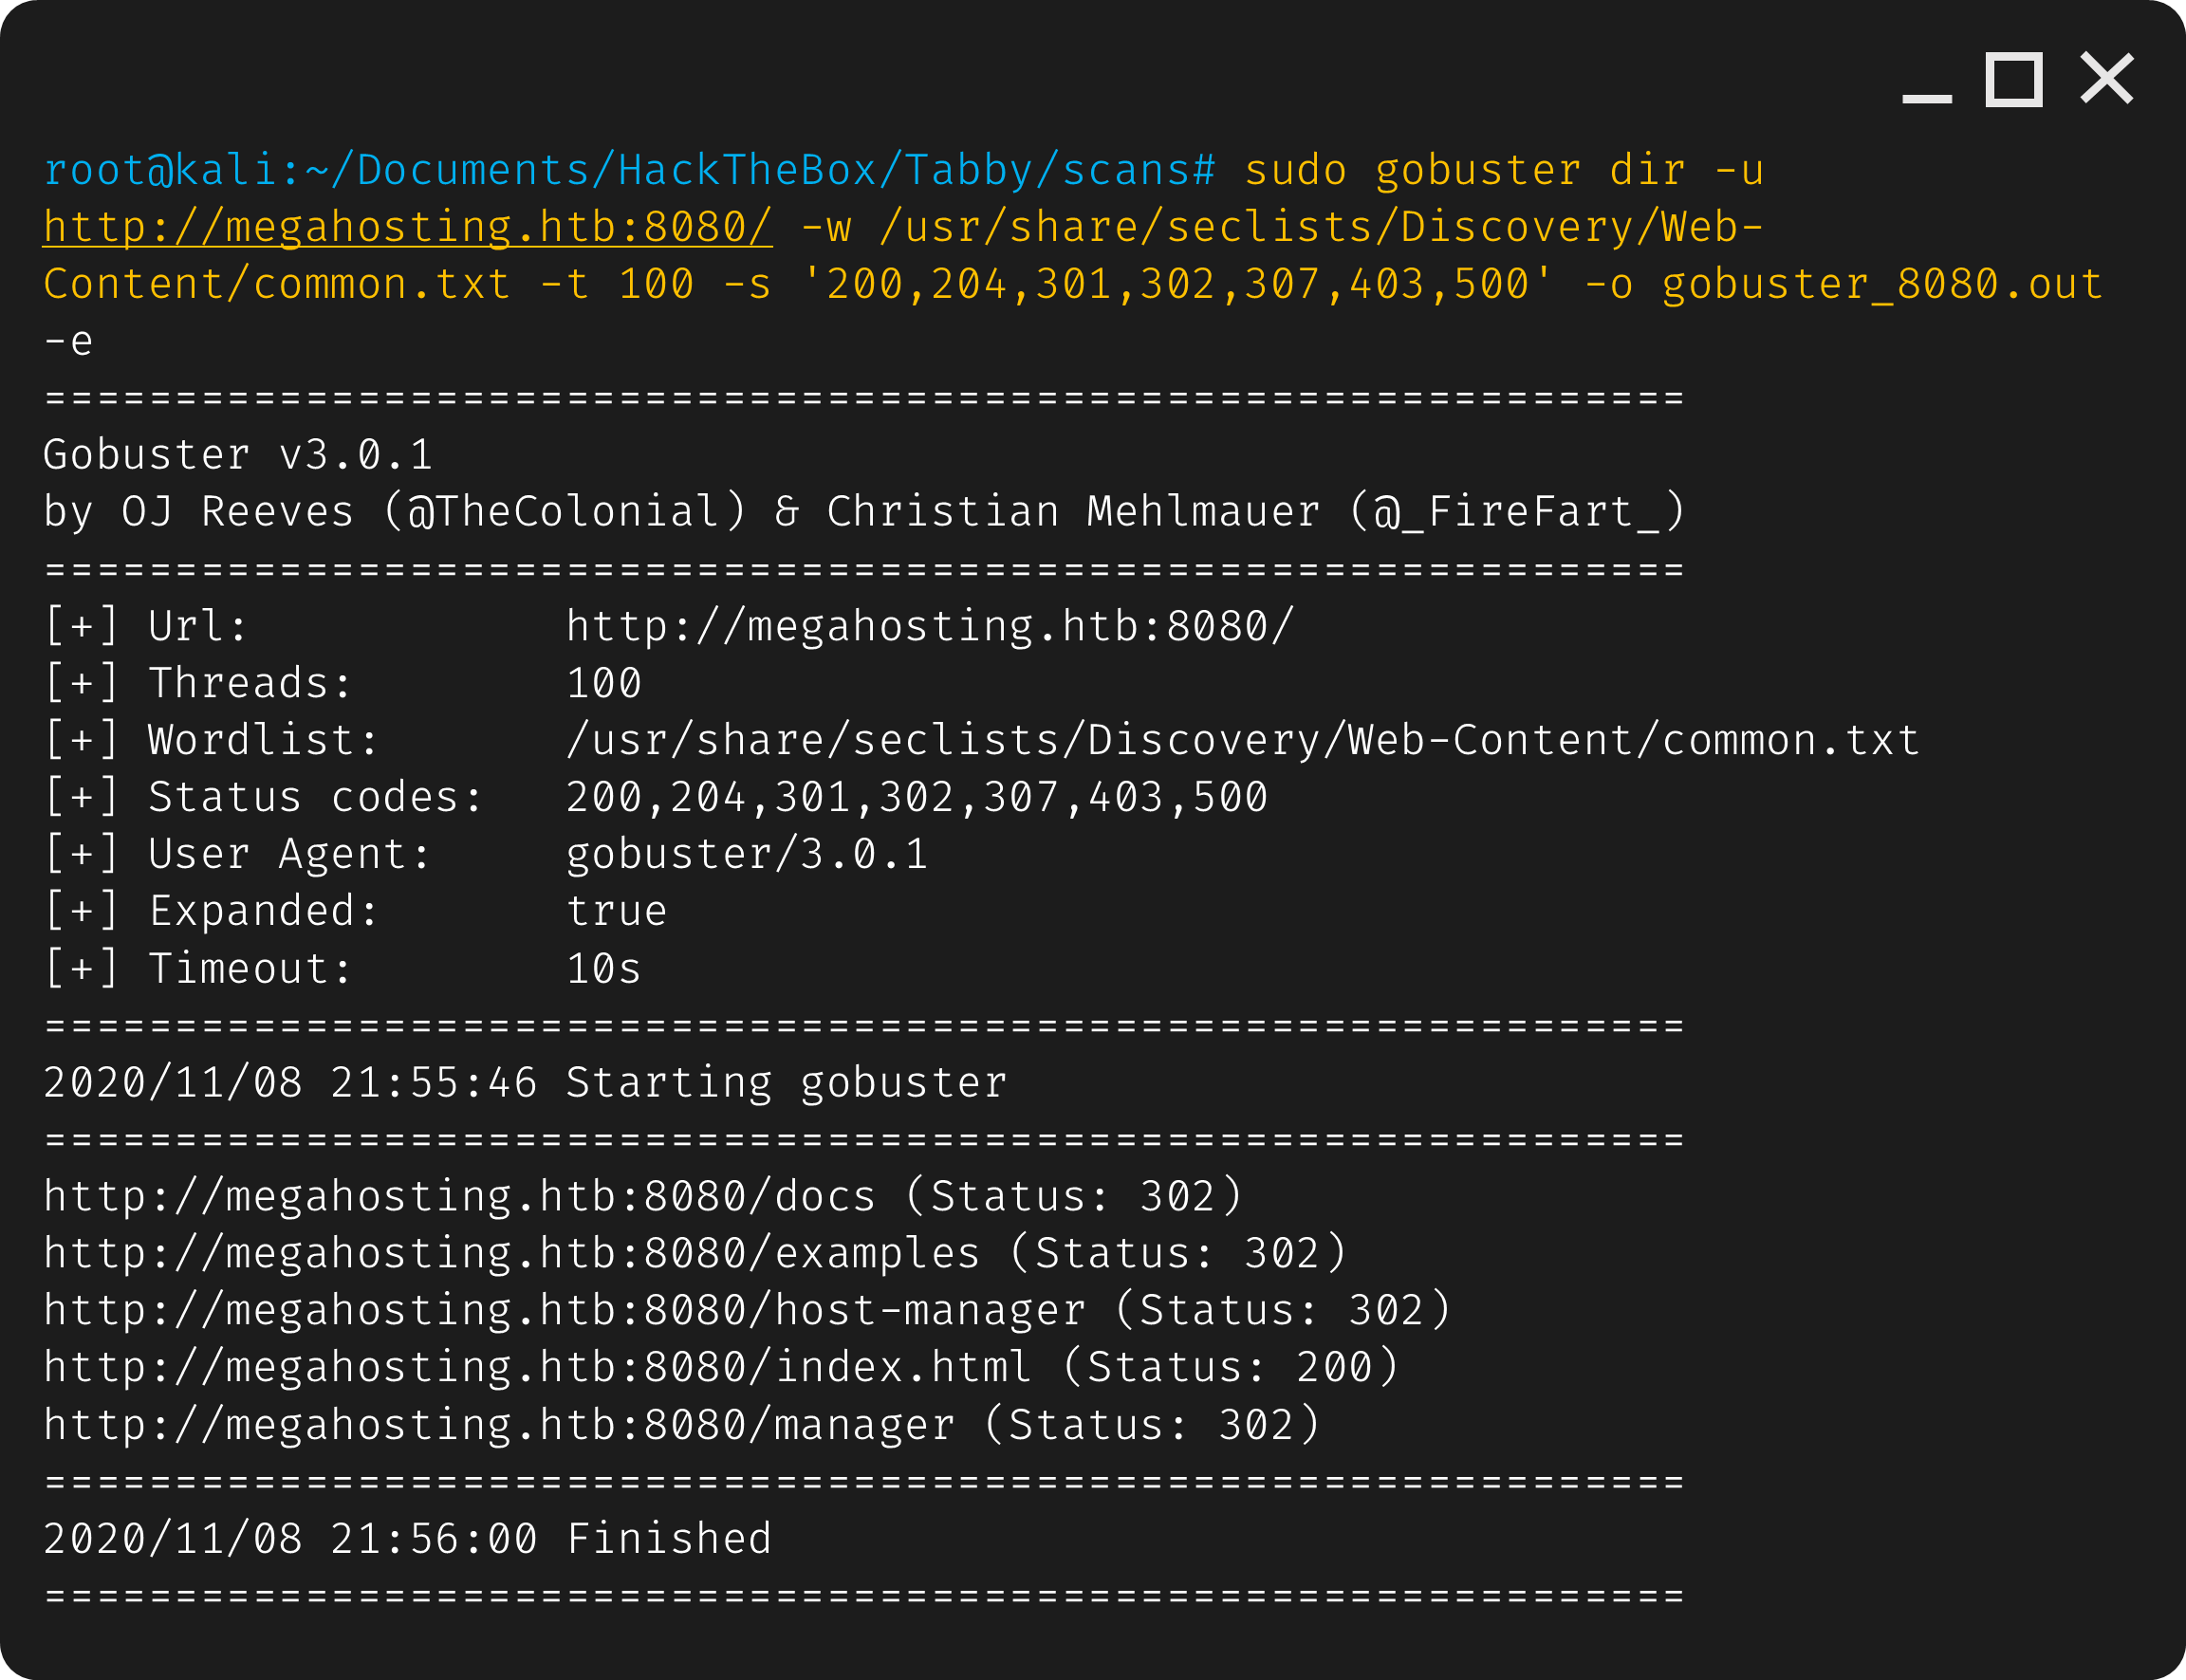 root@kali:~/Documents/HackTheBox/Tabby/scans# sudo gobuster dir -u
http://megahosting.htb:8080/ -w /usr/share/seclists/Discovery/Web-
Content/common.txt -t 100 -s '200,204,301,302,307,403,500' -o gobuster_8080.out
-e
===============================================================
Gobuster v3.0.1
by OJ Reeves (@TheColonial) & Christian Mehlmauer (@_FireFart_)
===============================================================
[+] Url:            http://megahosting.htb:8080/
[+] Threads:        100
[+] Wordlist:       /usr/share/seclists/Discovery/Web-Content/common.txt
[+] Status codes:   200,204,301,302,307,403,500
[+] User Agent:     gobuster/3.0.1
[+] Expanded:       true
[+] Timeout:        10s
===============================================================
2020/11/08 21:55:46 Starting gobuster
===============================================================
http://megahosting.htb:8080/docs (Status: 302)
http://megahosting.htb:8080/examples (Status: 302)
http://megahosting.htb:8080/host-manager (Status: 302)
http://megahosting.htb:8080/index.html (Status: 200)
http://megahosting.htb:8080/manager (Status: 302)
===============================================================
2020/11/08 21:56:00 Finished
===============================================================